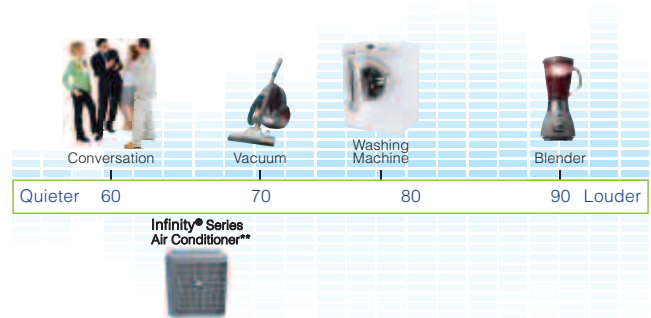 Conversation
Vacuum
Washing
Machine
Blender
Quieter 60 70 80 90 Louder
Infinity® Series
Air Conditioner**